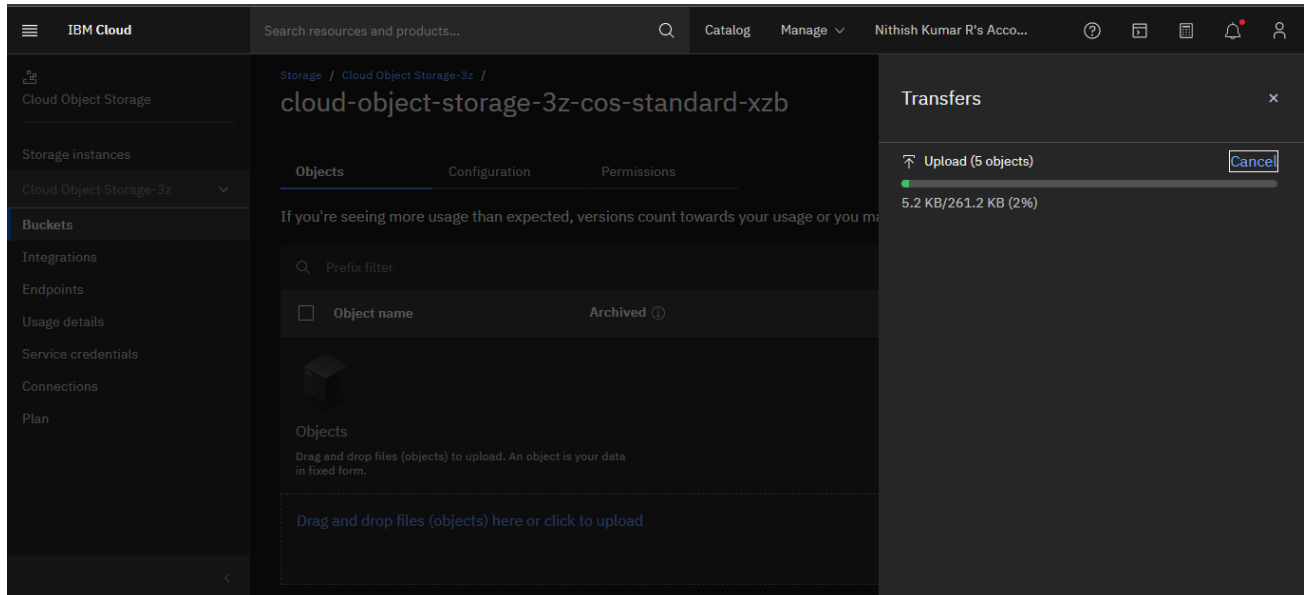 IBM Cloud
Search resources and products...
Catalog
Manage
Nithish Kumar R's Acco...
Cloud Object Storage
Storage instances
Cloud Object Storage-3z
Buckets
Integrations
Endpoints
Usage details
Service credentials
Connections
Plan
Storage / Cloud Object Storage-3z /
cloud-object-storage-3z-cos-standard-xzb
Objects
Configuration
Permissions
If you're seeing more usage than expected, versions count towards your usage or you ma
Prefix filter
Object name
Archived
Objects
Drag and drop files (objects) to upload. An object is your data
in fixed form.
Drag and drop files (objects) here or click to upload
Transfers
Upload (5 objects)
Cancel
5.2 KB/261.2 KB (2%)